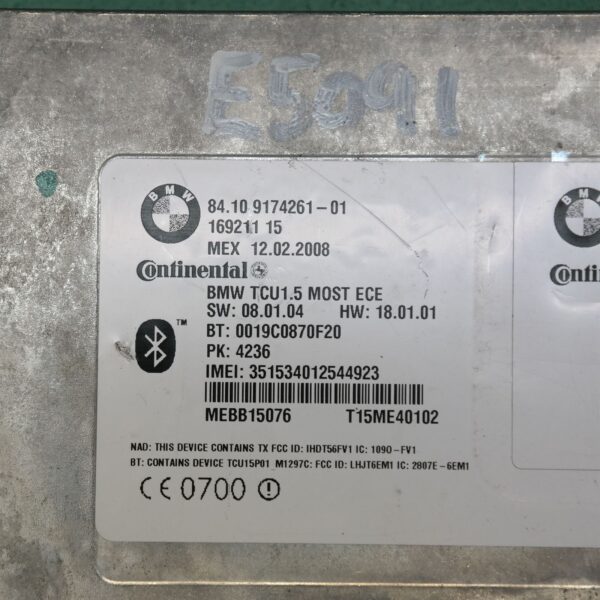 E5091
BMW
84.10 9174261-01
169211 15
MEX 12.02.2008
Continental
BMW TCU1.5 MOST ECE
SW: 08.01.04 HW: 18.01.01
BT: 0019C0870F20
TM
PK: 4236
IMEI: 351534012544923
MEBB15076 T15ME40102
NAD: THIS DEVICE CONTAINS TX FCC ID: IHDT56FV1 IC: 1090-FV1
BT: CONTAINS DEVICE TCU15P01_M1297C: FCC ID: LHJT6EM1 IC: 2807E-6EM1
CE 0700
BMW
Conti